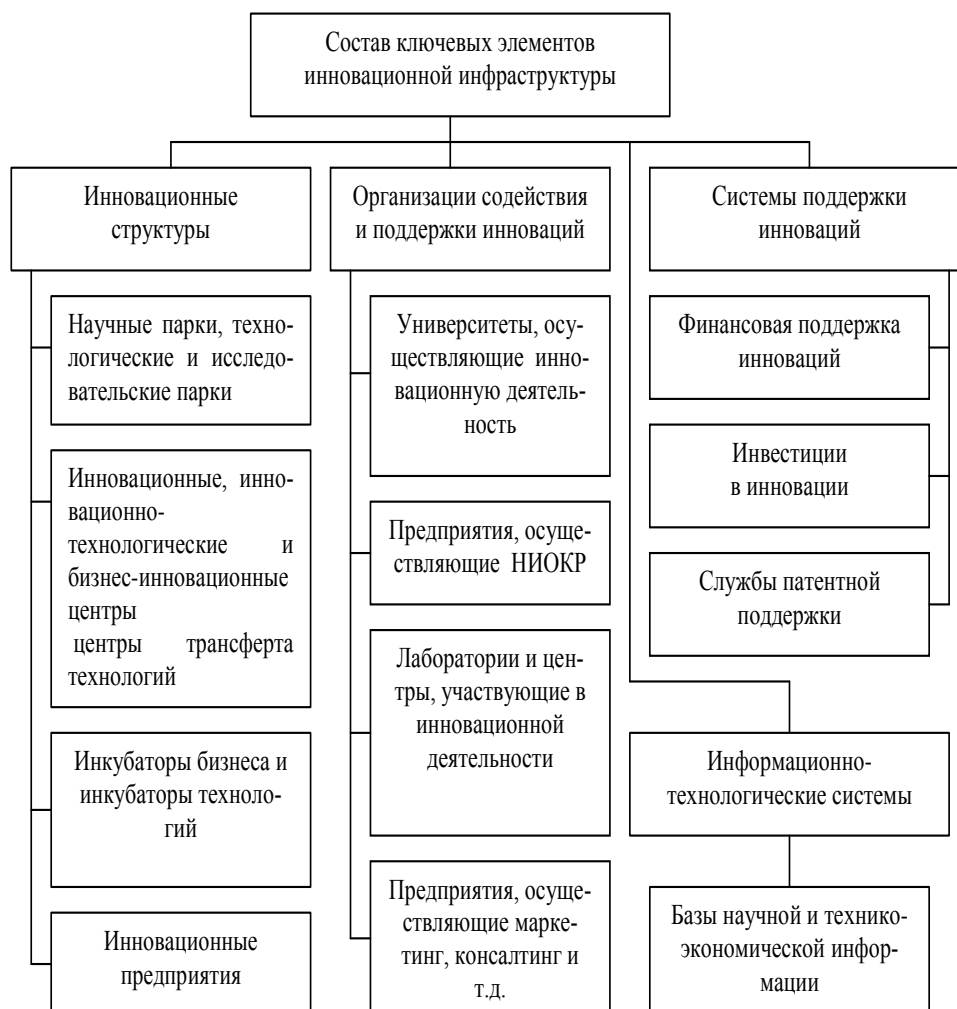 Состав ключевых элементов
инновационной инфраструктуры
Инновационные
структуры
Научные парки, техно-
логические и исследо-
вательские парки
Инновационные, инно-
вационно-
технологические и
бизнес-инновационные
центры
центры трансферта
технологий
Инкубаторы бизнеса и
инкубаторы техноло-
гий
Инновационные
предприятия
Организации содействия
и поддержки инноваций
Университеты, осу-
ществляющие инно-
вационную деятель-
ность
Предприятия, осуще-
ствляющие НИОКР
Лаборатории и цен-
тры, участвующие в
инновационной
деятельности
Предприятия, осуще-
ствляющие марке-
тинг, консалтинг и
т.д.
Системы поддержки
инноваций
Финансовая поддержка
инноваций
Инвестиции
в инновации
Службы патентной
поддержки
Информационно-
технологические системы
Базы научной и технико-
экономической инфор-
мации